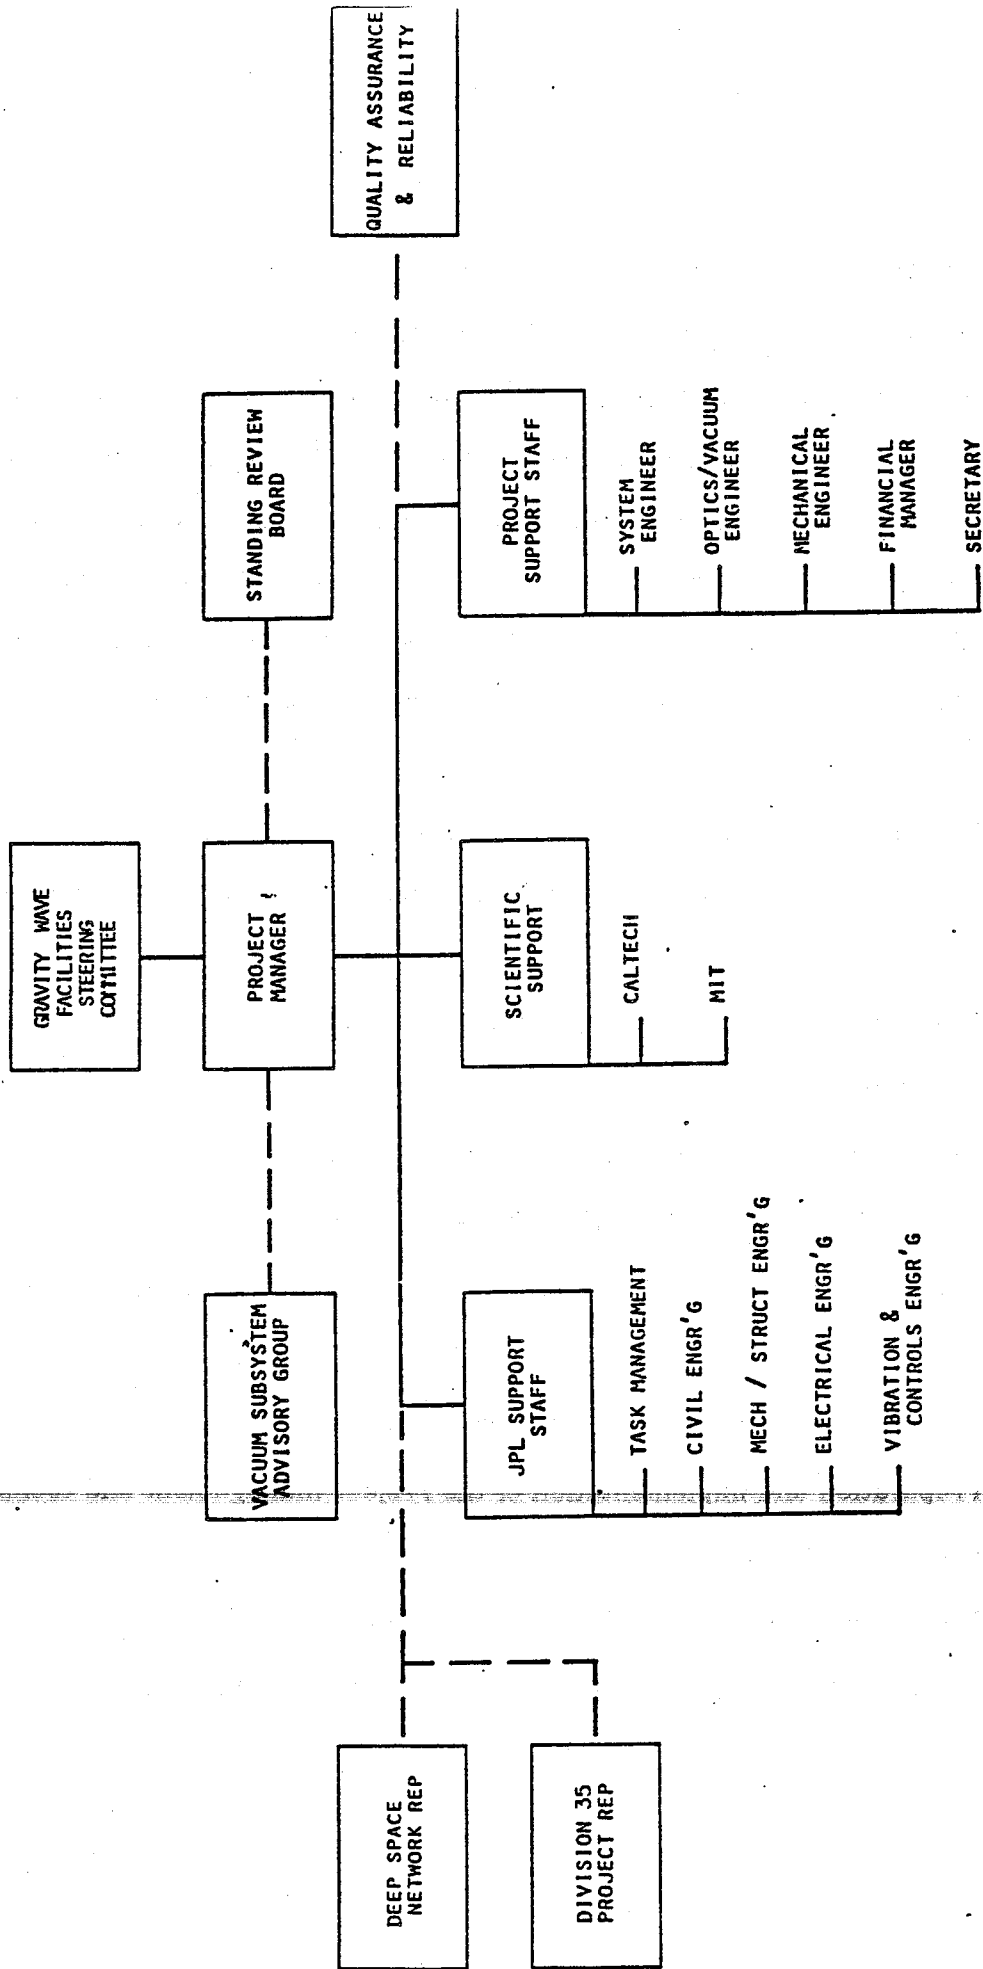 GRAVITY WAVE
FACILITIES
STEERING
COMMITTEE
VACUUM SUBSYSTEM
ADVISORY GROUP
PROJECT
MANAGER
STANDING REVIEW
BOARD
DEEP SPACE
NETWORK REP
QUALITY ASSURANCE
& RELIABILITY
DIVISION 35
PROJECT REP
JPL SUPPORT
STAFF
TASK MANAGEMENT
CIVIL ENGR'G
MECH / STRUCT ENGR'G
ELECTRICAL ENGR'G
VIBRATION &
CONTROLS ENGR'G
SCIENTIFIC
SUPPORT
CALTECH
MIT
PROJECT
SUPPORT STAFF
SYSTEM
ENGINEER
OPTICS/VACUUM
ENGINEER
MECHANICAL
ENGINEER
FINANCIAL
MANAGER
SECRETARY